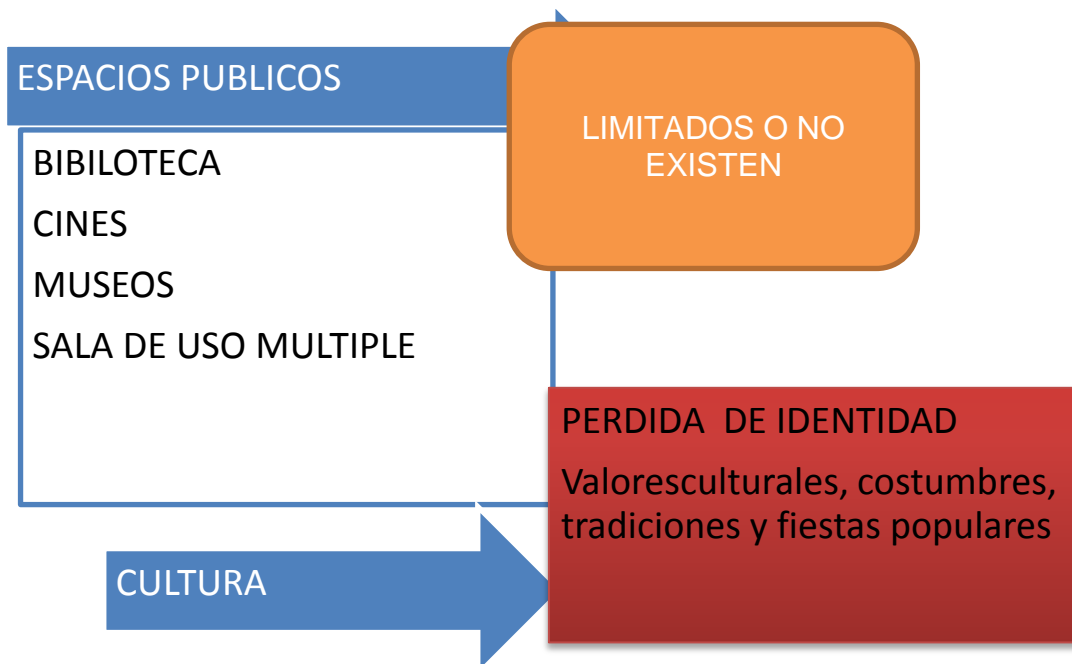 ESPACIOS PUBLICOS
LIMITADOS O NO
EXISTEN
BIBILOTECA
CINES
MUSEOS
SALA DE USO MULTIPLE
PERDIDA DE IDENTIDAD
Valoresculturales, costumbres,
tradiciones y fiestas populares
CULTURA